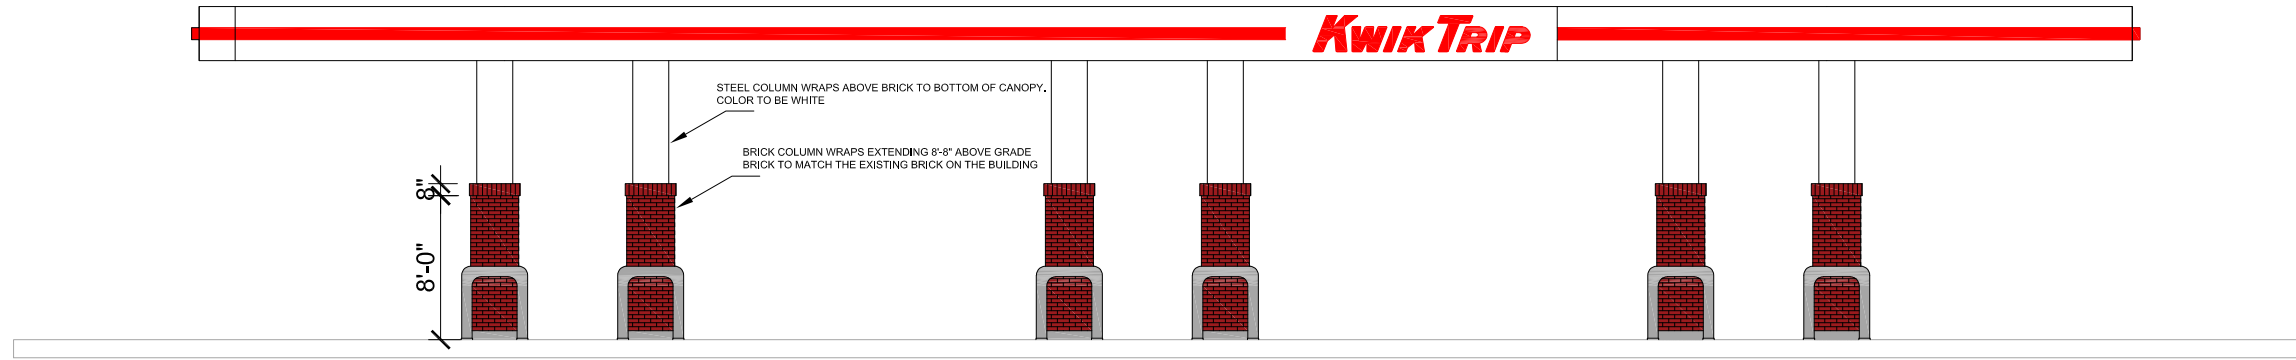 KWIK TRIP
STEEL COLUMN WRAPS ABOVE BRICK TO BOTTOM OF CANOPY.
COLOR TO BE WHITE
BRICK COLUMN WRAPS EXTENDING 8'-8" ABOVE GRADE
BRICK TO MATCH THE EXISTING BRICK ON THE BUILDING
8"
8'-0"